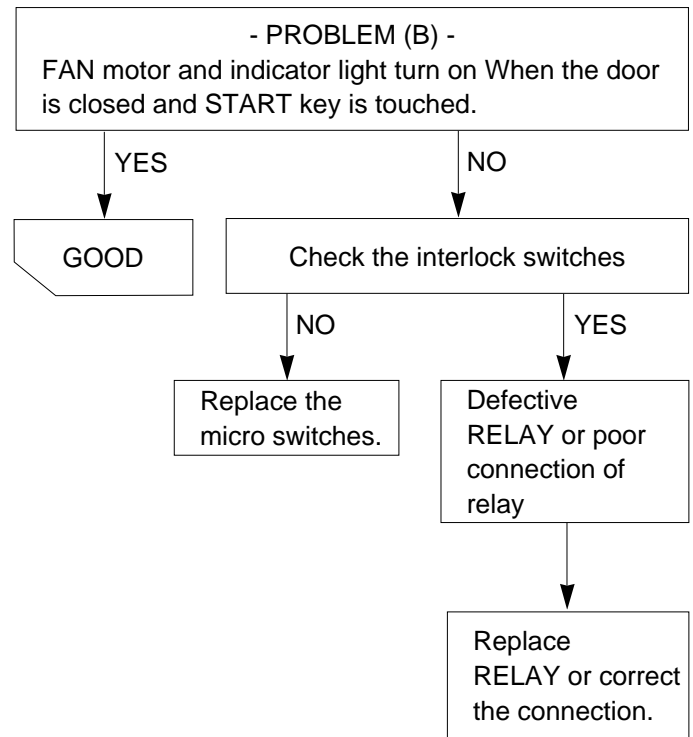 - PROBLEM (B) -
FAN motor and indicator light turn on When the door
is closed and START key is touched.
YES
NO
GOOD
Check the interlock switches
NO
YES
Replace the
micro switches.
Defective
RELAY or poor
connection of
relay
Replace
RELAY or correct
the connection.